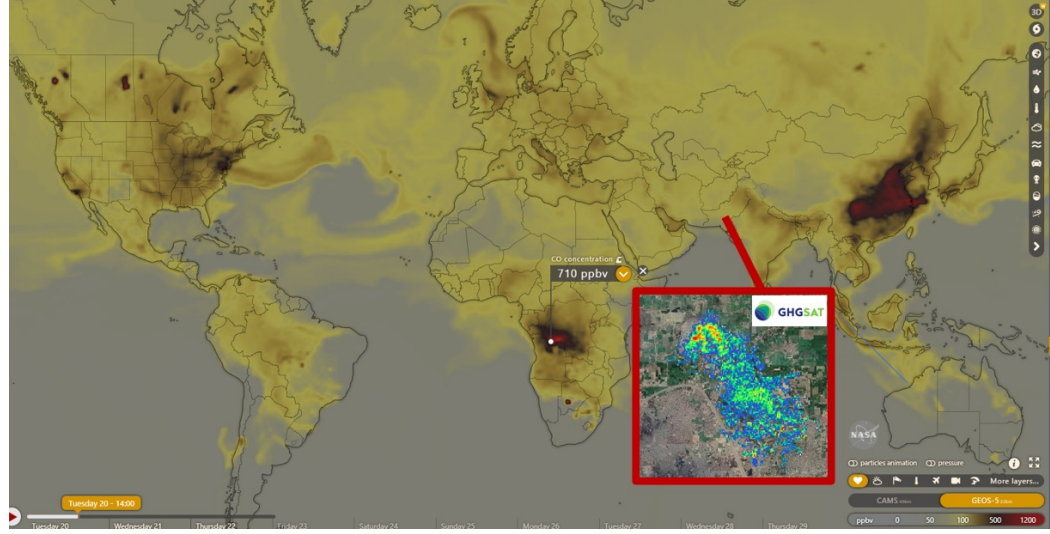 3D
CO concentration
710 ppbv
GHGSAT
NASA
particles animation pressure
More layers...
CAMS 40km GEOS-5 22km
ppbv 0 50 100 500 1200
Tuesday 20 - 14:00
Tuesday 20 Wednesday 21 Thursday 22 Friday 23 Saturday 24 Sunday 25 Monday 26 Tuesday 27 Wednesday 28 Thursday 29